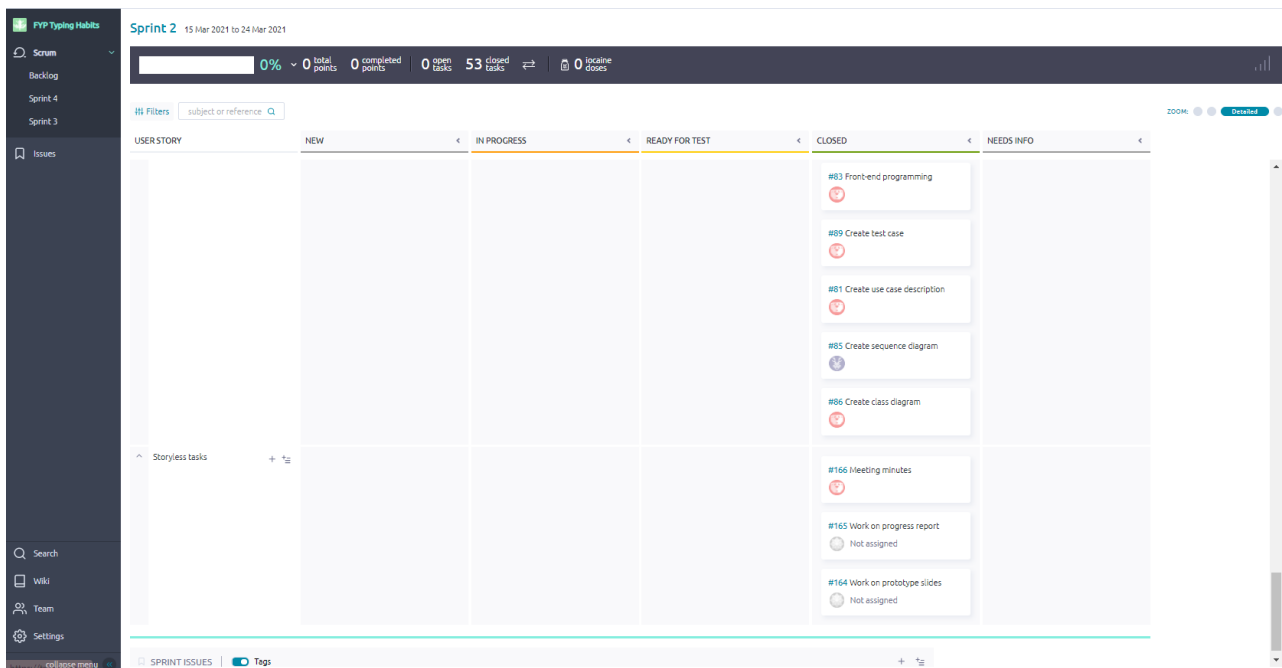 FYP Typing Habits
Scrum
Backlog
Sprint 4
Sprint 3
Issues
Search
Wiki
Team
Settings
collapse menu
Sprint 2 15 Mar 2021 to 24 Mar 2021
0% 0 total points 0 completed points 0 open tasks 53 closed tasks 0 iocaine doses
Filters subject or reference ZOOM: Detailed
USER STORY NEW IN PROGRESS READY FOR TEST CLOSED NEEDS INFO
#83 Front-end programming
#89 Create test case
#81 Create use case description
#85 Create sequence diagram
#86 Create class diagram
Storyless tasks
#166 Meeting minutes
#165 Work on progress report
Not assigned
#164 Work on prototype slides
Not assigned
SPRINT ISSUES Tags